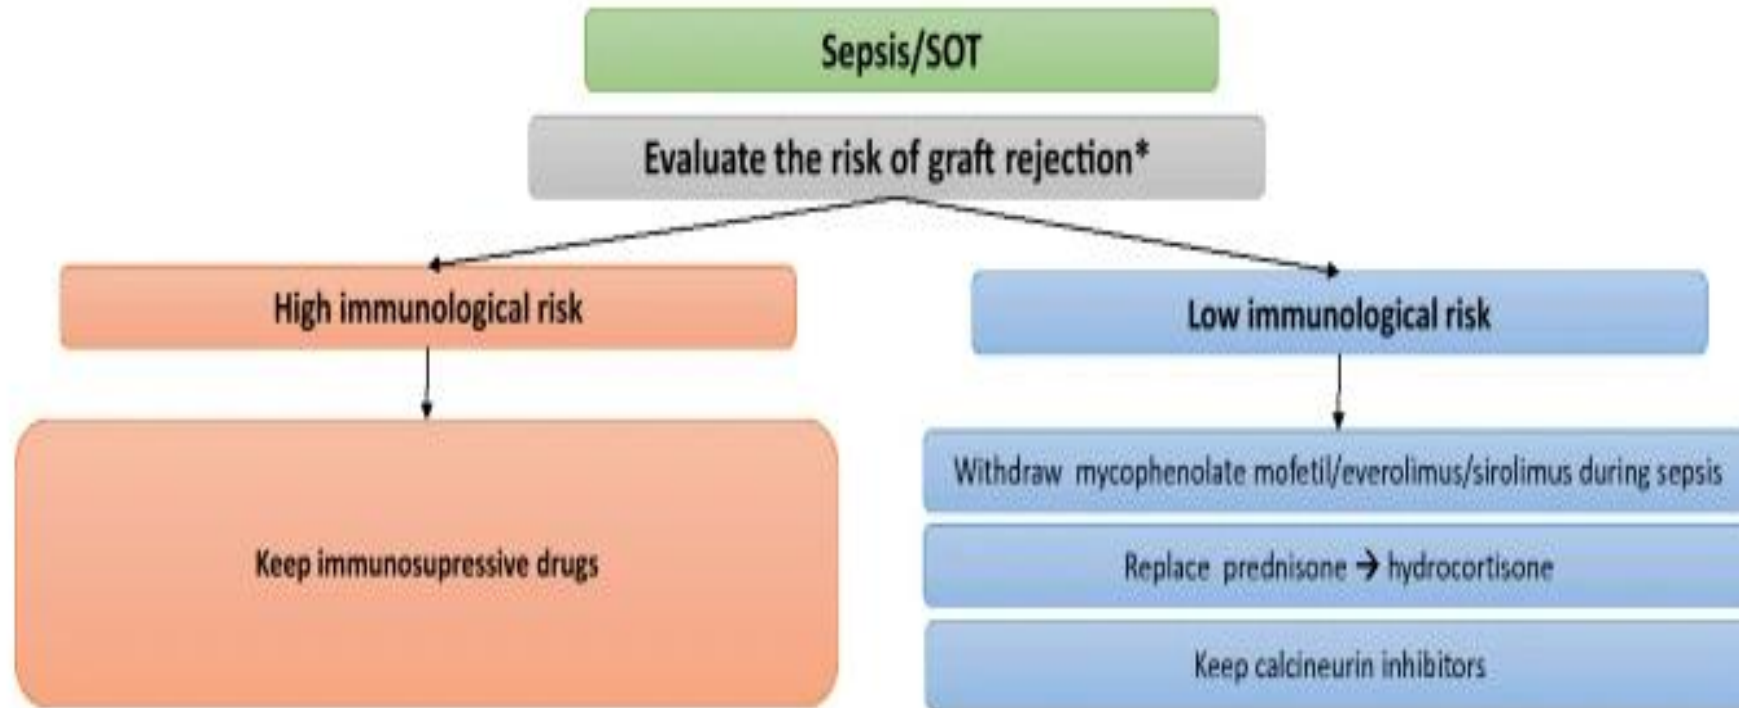 Sepsis/SOT
Evaluate the risk of graft rejection*
High immunological risk
Low immunological risk
Keep immunosupressive drugs
Withdraw mycophenolate mofetil/everolimus/sirolimus during sepsis
Replace prednisone → hydrocortisone
Keep calcineurin inhibitors